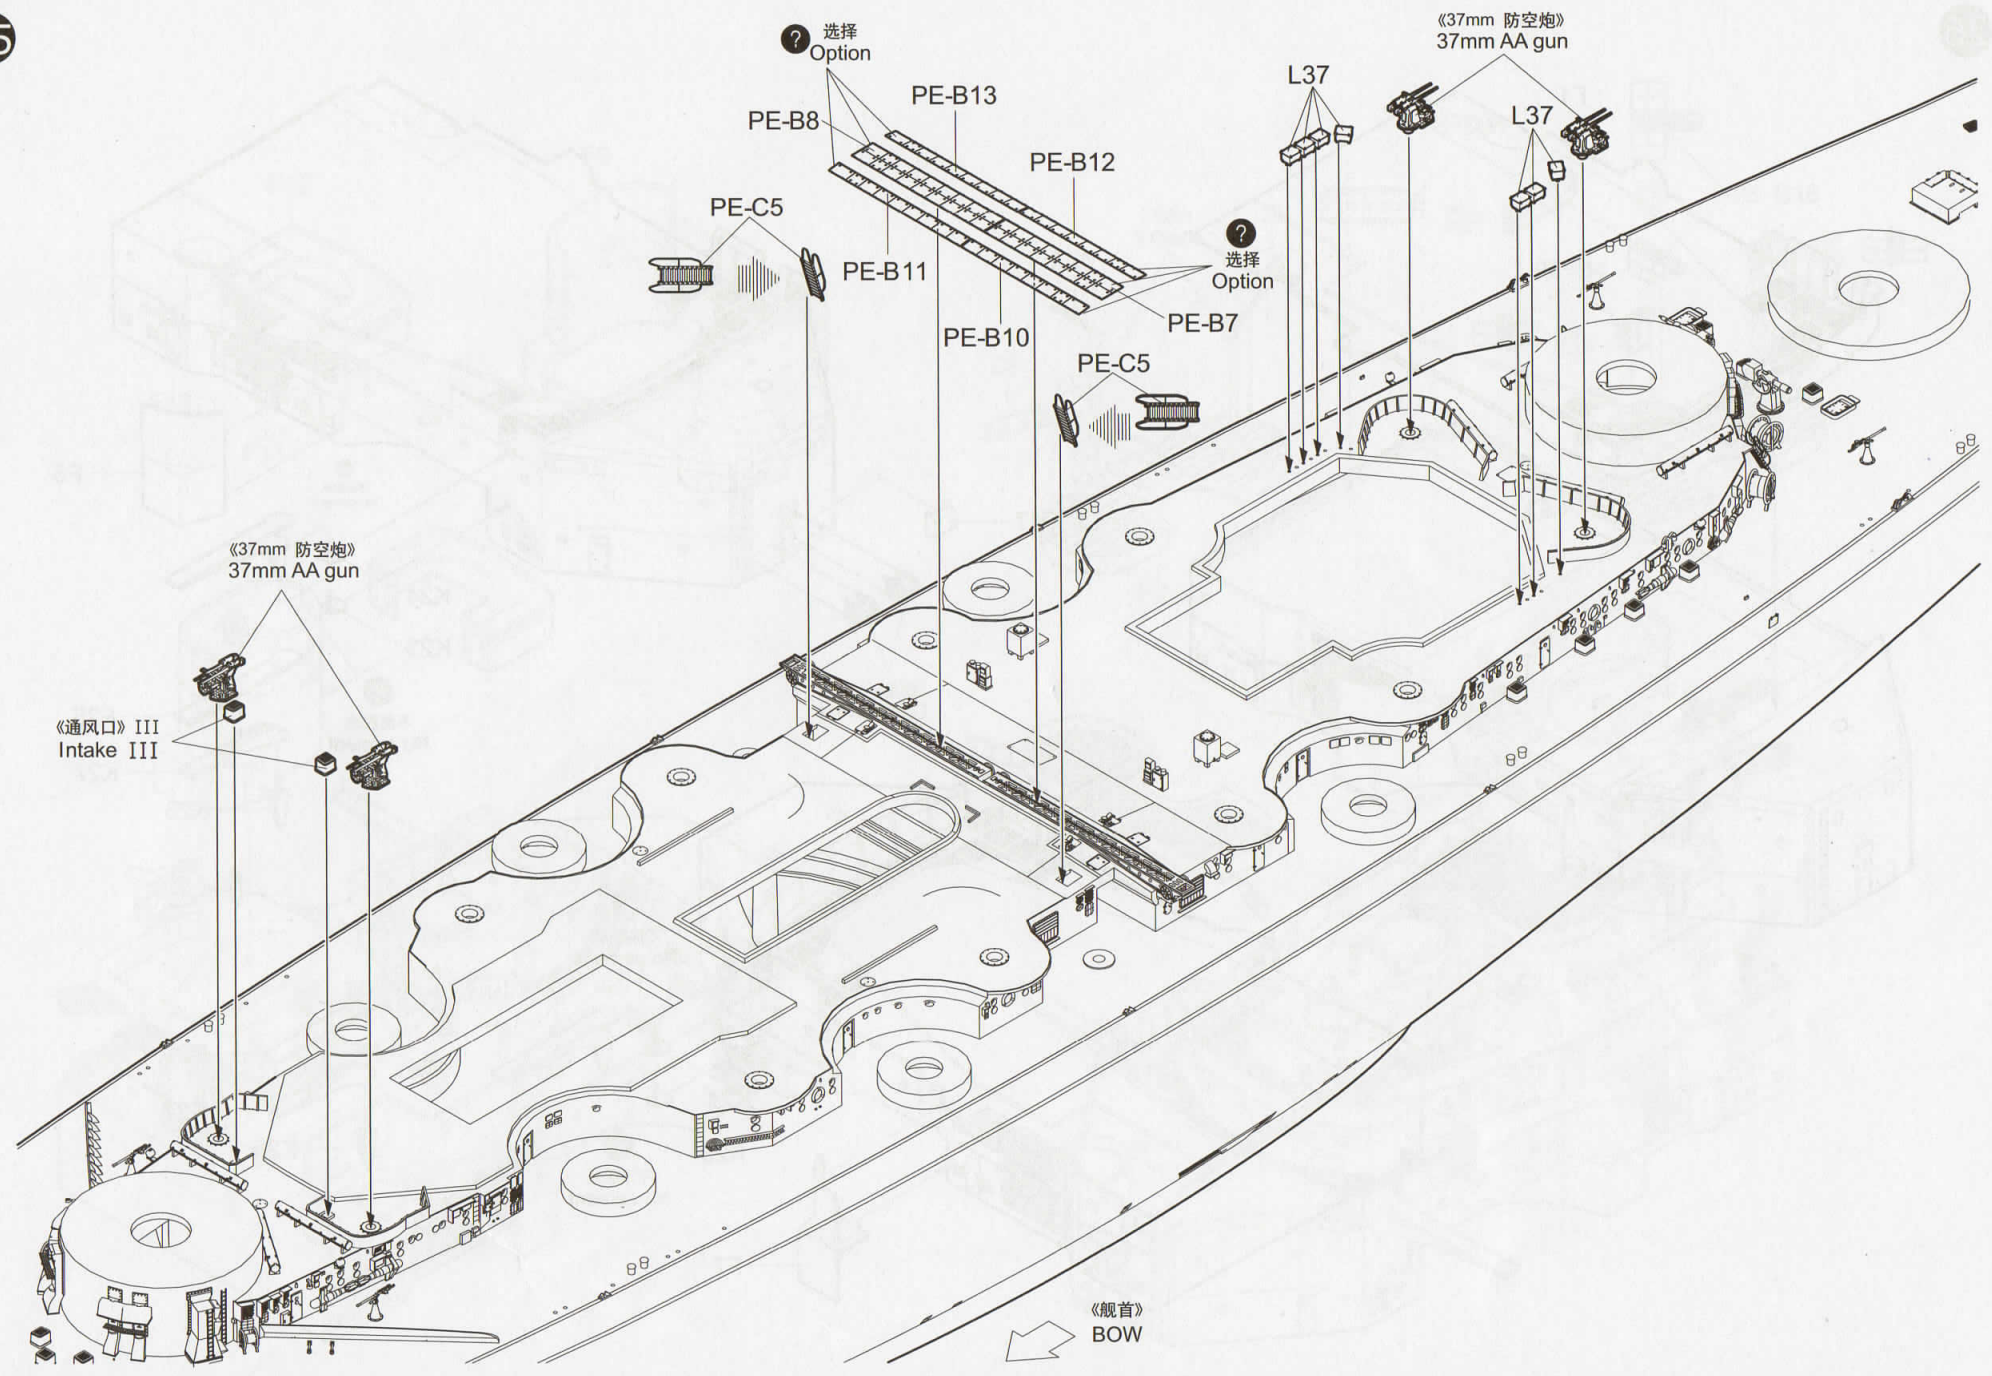 5
? 选择
Option
《37mm 防空炮》
37mm AA gun
PE-B13
PE-B8
L37
L37
PE-B12
PE-C5
? 选择
Option
PE-B11
PE-B10
PE-B7
PE-C5
《37mm 防空炮》
37mm AA gun
《通风口》III
Intake III
《舰首》
BOW